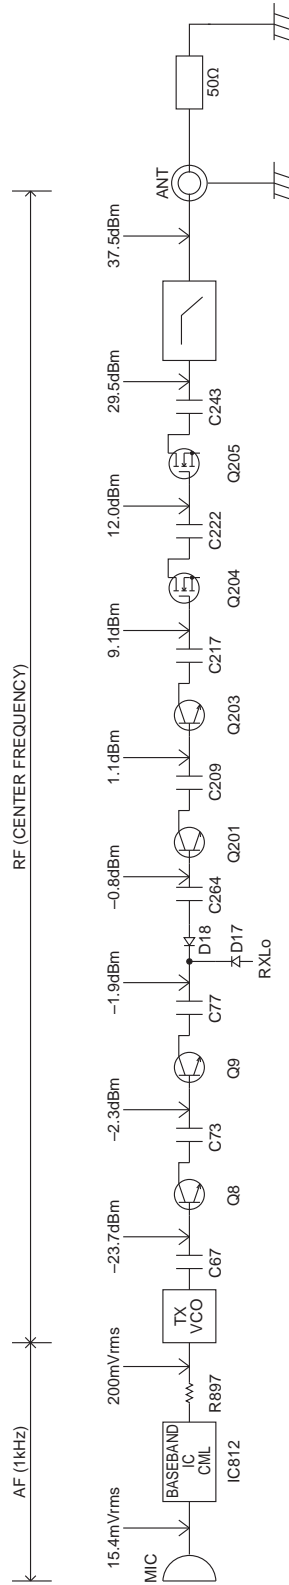 AF (1kHz)
RF (CENTER FREQUENCY)
15.4mVrms
200mVrms
–23.7dBm
–2.3dBm
–1.9dBm
–0.8dBm
1.1dBm
9.1dBm
12.0dBm
29.5dBm
37.5dBm
ANT
50Ω
MIC
BASEBAND
IC
CML
IC812
R897
TX
VCO
C67
Q8
C73
Q9
C77
D18
D17
RXLo
C264
Q201
C209
Q203
C217
Q204
C222
Q205
C243